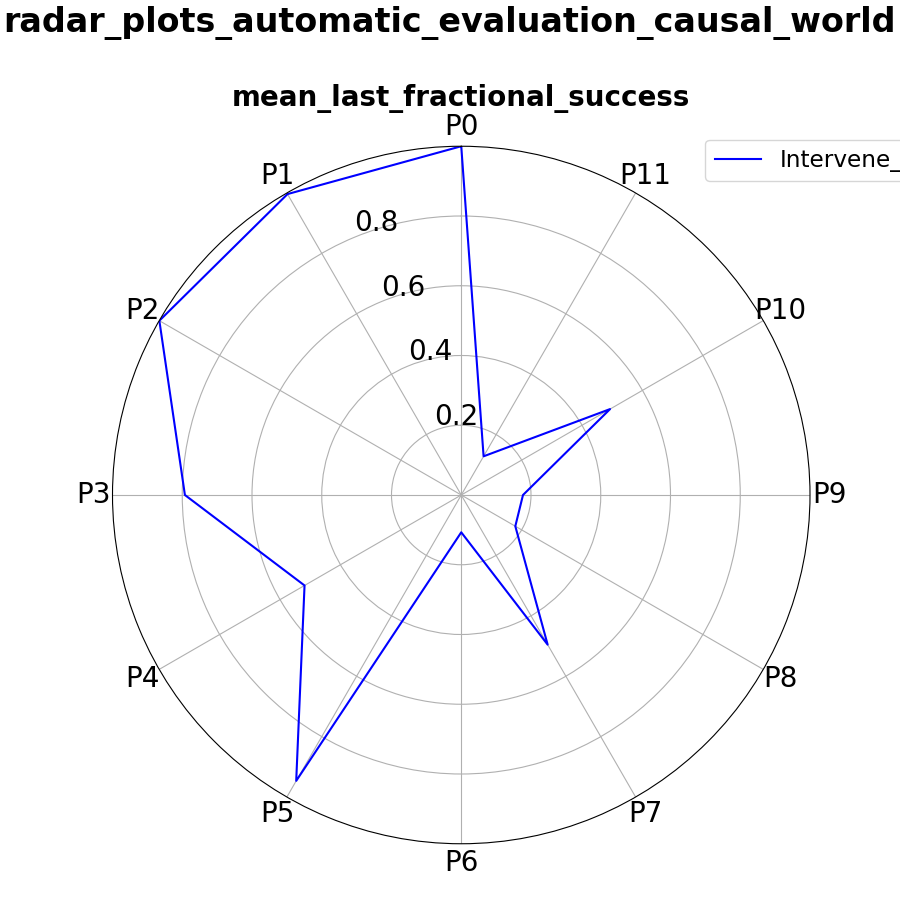 radar_plots_automatic_evaluation_causal_world
mean_last_fractional_success
P0
P11
Intervene_
P1
0.8
P2
0.6
P10
0.4
0.2
P3
P9
P4
P8
P5
P7
P6